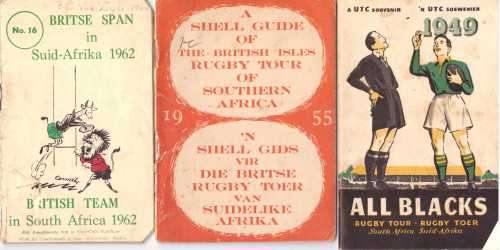 No. 16
BRITSE SPAN
in
Suid-Afrika 1962
BRITISH TEAM
in South Africa 1962
A
SHELL GUIDE
OF
THE BRITISH ISLES
RUGBY TOUR
OF
SOUTHERN
AFRICA
19 55
'N
SHELL GIDS
VIR
DIE BRITSE
RUGBY TOER
VAN
SUIDELIKE
AFRIKA
A UTC SOUVENIR 'N UTC SOEWENIER
1949
ALL BLACKS
RUGBY TOUR - RUGBY TOER
South Africa Suid-Afrika